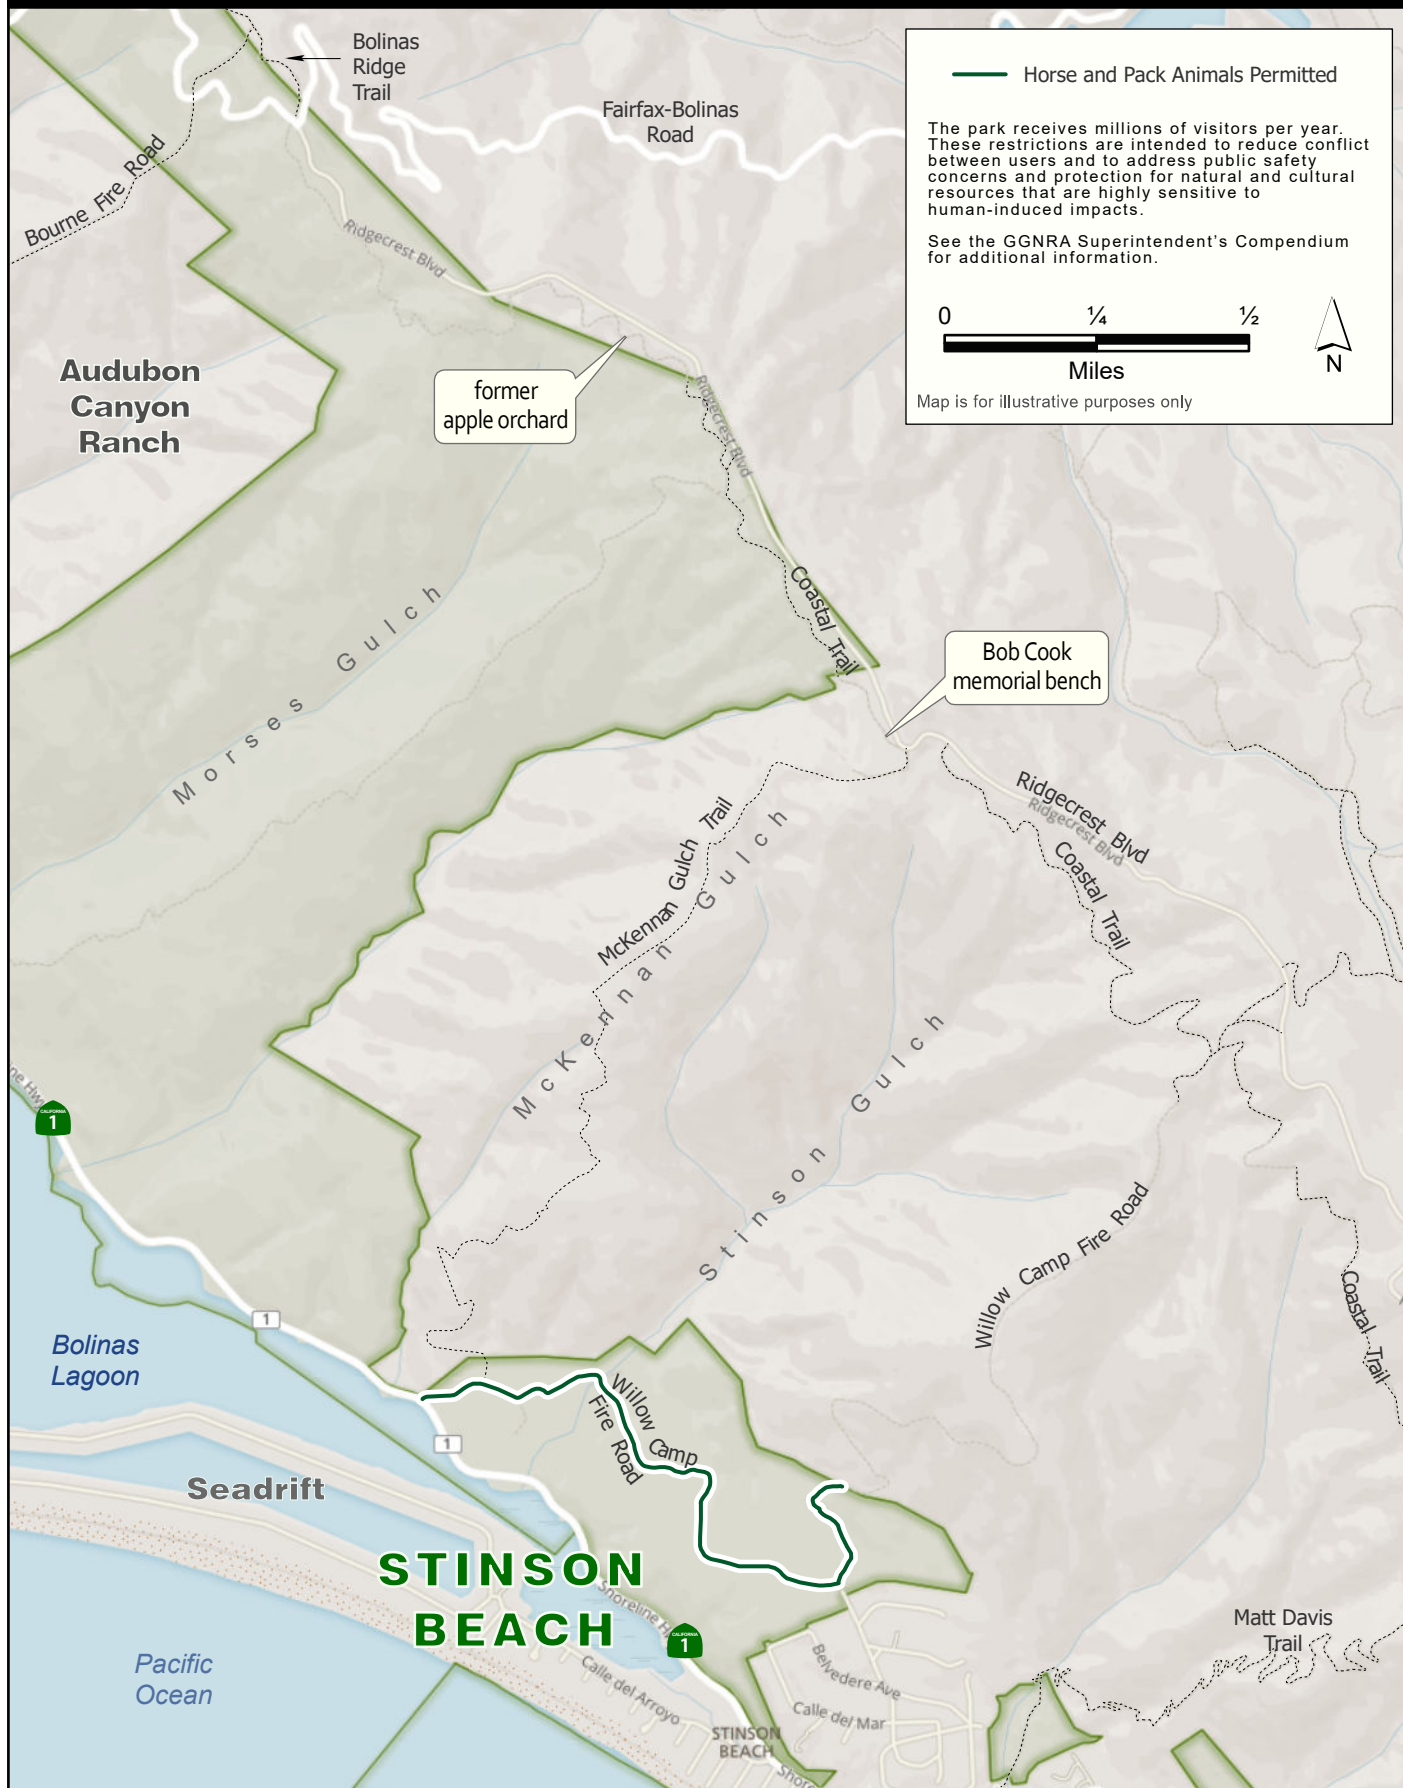 Bolinas
Ridge
Trail
Fairfax-Bolinas
Road
Bourne Fire Road
Ridgecrest Blvd
Horse and Pack Animals Permitted
The park receives millions of visitors per year.
These restrictions are intended to reduce conflict
between users and to address public safety
concerns and protection for natural and cultural
resources that are highly sensitive to
human-induced impacts.
See the GGNRA Superintendent's Compendium
for additional information.
0 ¼ ½
Miles
N
Map is for illustrative purposes only
Audubon
Canyon
Ranch
former
apple orchard
Ridgecrest Blvd
Coastal Trail
Morses Gulch
Bob Cook
memorial bench
Ridgecrest Blvd
Ridgecrest Blvd
Coastal Trail
McKennan Gulch Trail
McKennan Gulch
Stinson Gulch
CALIFORNIA
1
Willow Camp Fire Road
Coastal Trail
1
Bolinas
Lagoon
Willow Camp
Fire Road
1
Seadrift
STINSON
BEACH
Shoreline H
CALIFORNIA
1
Pacific
Ocean
Calle del Arroyo
Belvedere Ave
Calle del Mar
STINSON
BEACH
Matt Davis
Trail